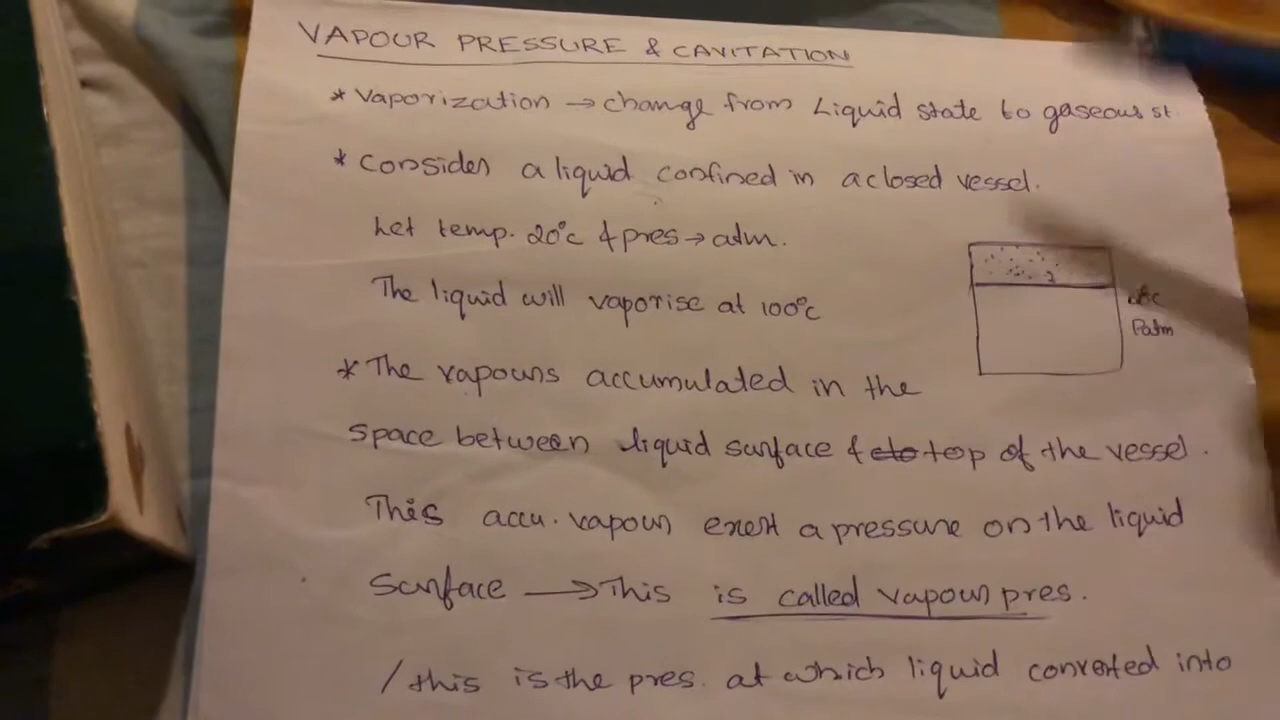 VAPOUR PRESSURE & CAVITATION
* Vaporization → change from Liquid state to gaseous st
* Consider a liquid confined in a closed vessel.
Let temp. 20°c & pres → atm.
The liquid will vaporise at 100°c
Patm
* The vapours accumulated in the
space between liquid surface & top of the vessel.
This accu. vapour exert a pressure on the liquid
Surface → This is called vapour pres.
/ this is the pres. at which liquid converted into